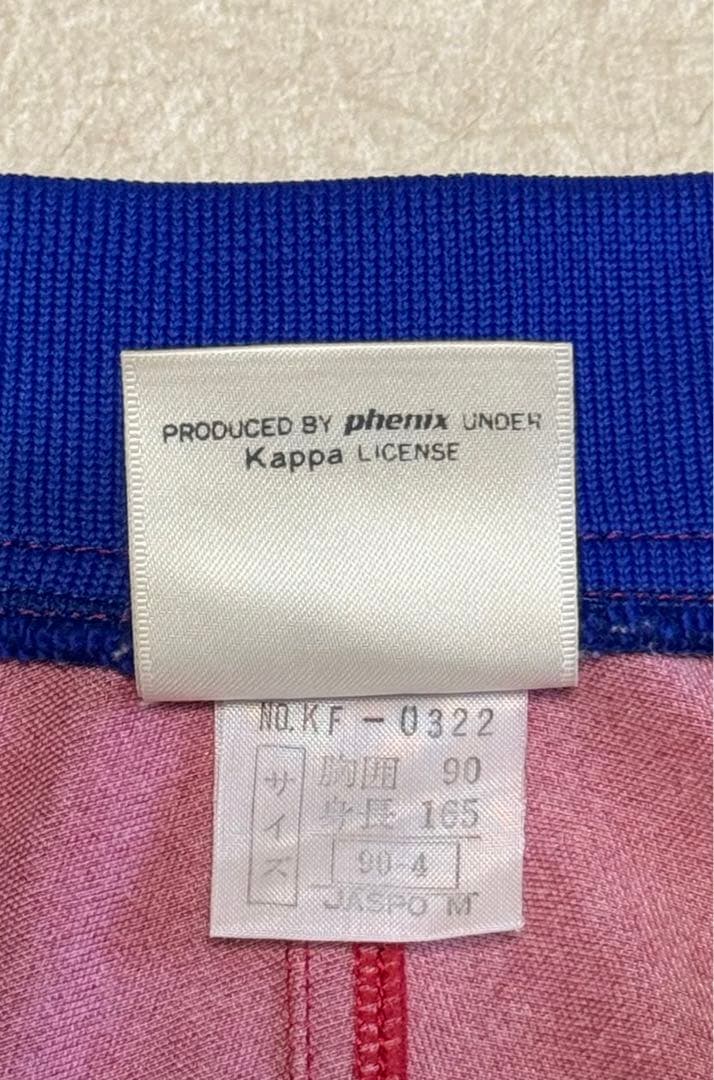 PRODUCED BY phenix UNDER
Kappa LICENSE
NO.KF-0322
サイズ
胸囲 90
身長 165
90-4
JASPO M